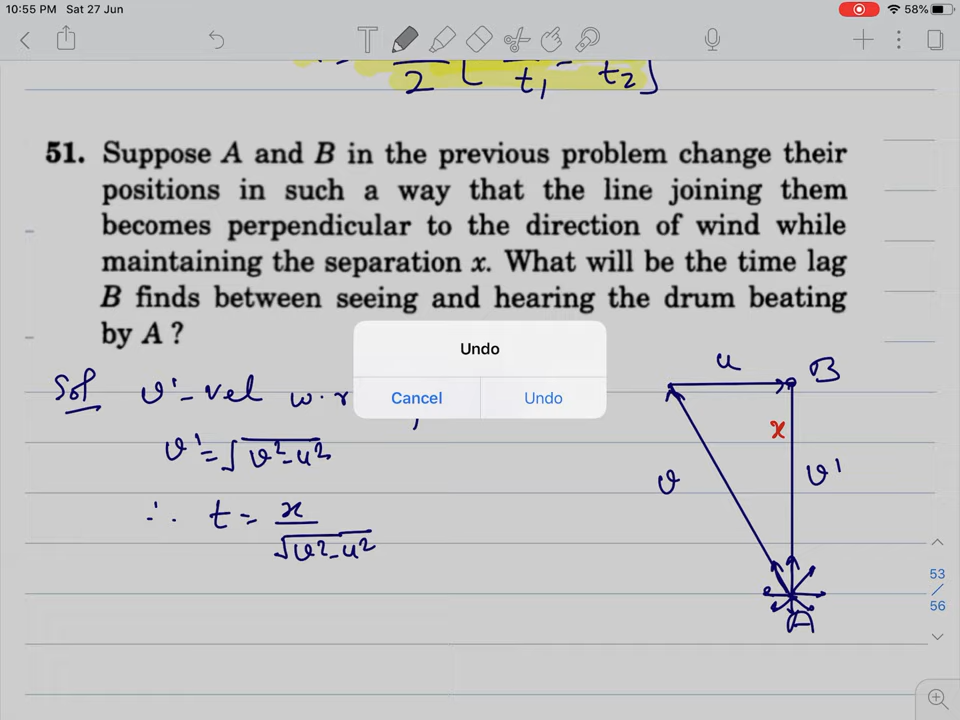 10:55 PM Sat 27 Jun 58%
T
2 [ t₁ - t₂ ]
51. Suppose A and B in the previous problem change their
positions in such a way that the line joining them
becomes perpendicular to the direction of wind while
maintaining the separation x. What will be the time lag
B finds between seeing and hearing the drum beating
by A ?
Undo
Cancel Undo
Sol v' - vel w.r
v' = √v²-u²
∴ t = x/√v²-u²
u B
x
v v'
A
53
/
56